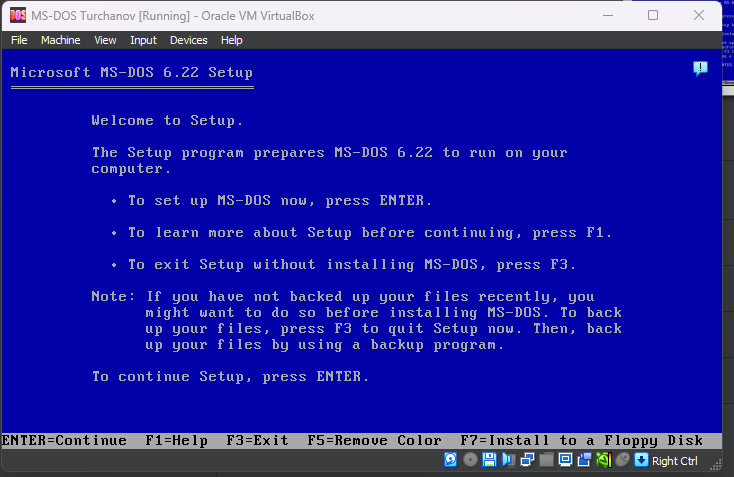 MS-DOS Turchanov [Running] - Oracle VM VirtualBox
File Machine View Input Devices Help
Microsoft MS-DOS 6.22 Setup
Welcome to Setup.
The Setup program prepares MS-DOS 6.22 to run on your
computer.
• To set up MS-DOS now, press ENTER.
• To learn more about Setup before continuing, press F1.
• To exit Setup without installing MS-DOS, press F3.
Note: If you have not backed up your files recently, you
might want to do so before installing MS-DOS. To back
up your files, press F3 to quit Setup now. Then, back
up your files by using a backup program.
To continue Setup, press ENTER.
ENTER=Continue F1=Help F3=Exit F5=Remove Color F7=Install to a Floppy Disk
Right Ctrl